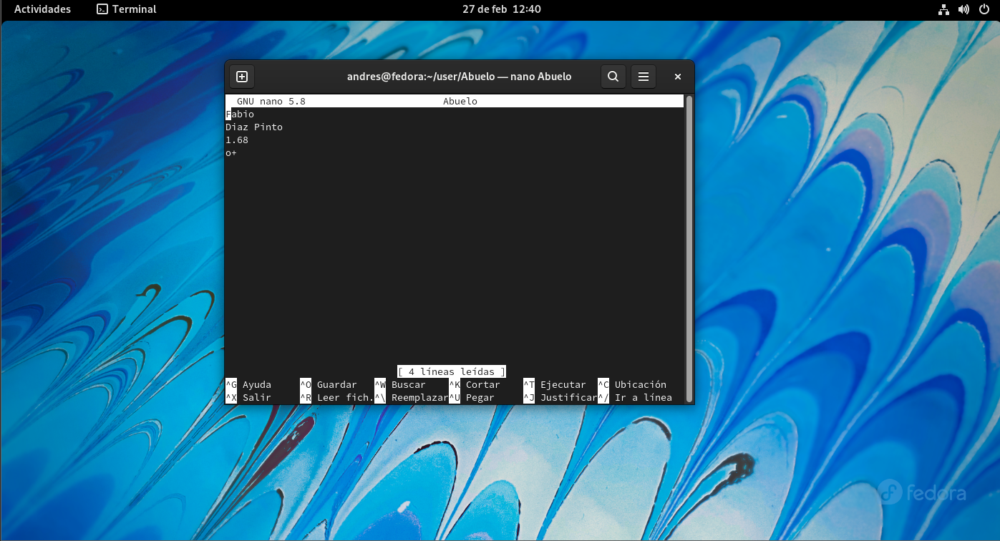 Actividades Terminal 27 de feb 12:40
andres@fedora:~/user/Abuelo — nano Abuelo
GNU nano 5.8 Abuelo
Fabio
Diaz Pinto
1.68
o+
[ 4 líneas leídas ]
^G Ayuda ^O Guardar ^W Buscar ^K Cortar ^T Ejecutar ^C Ubicación
^X Salir ^R Leer fich. ^\ Reemplazar ^U Pegar ^J Justificar ^/ Ir a línea
fedora